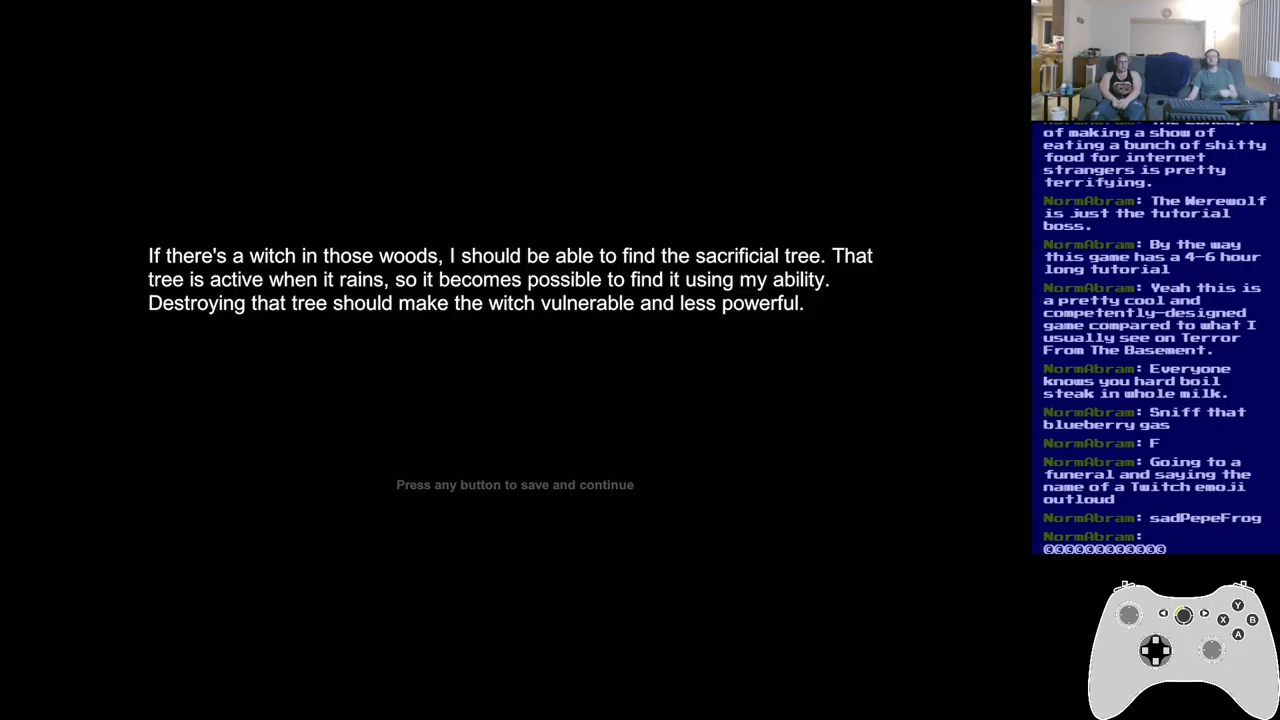 If there's a witch in those woods, I should be able to find the sacrificial tree. That
tree is active when it rains, so it becomes possible to find it using my ability.
Destroying that tree should make the witch vulnerable and less powerful.
Press any button to save and continue
of making a show of
eating a bunch of shitty
food for internet
strangers is pretty
terrifying.
NormAbram: The Werewolf
is just the tutorial
boss.
NormAbram: By the way
this game has a 4-6 hour
long tutorial
NormAbram: Yeah this is
a pretty cool and
competently-designed
game compared to what I
usually see on Terror
From The Basement.
NormAbram: Everyone
knows you hard boil
steak in whole milk.
NormAbram: Sniff that
blueberry gas
NormAbram: F
NormAbram: Going to a
funeral and saying the
name of a Twitch emoji
outloud
NormAbram: sadPepeFrog
NormAbram:
©©©©©©©©©©©©
Y
X
B
A